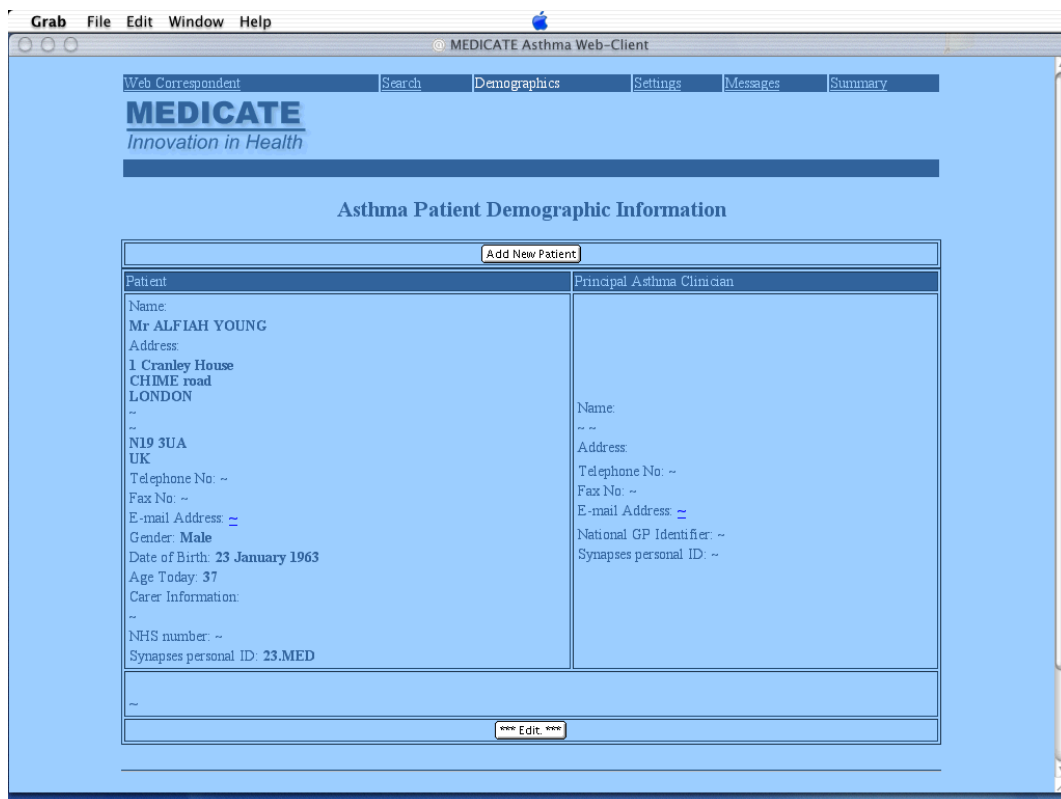 Grab File Edit Window Help
@ MEDICATE Asthma Web-Client
Web Correspondent Search Demographics Settings Messages Summary
MEDICATE
Innovation in Health
Asthma Patient Demographic Information
Add New Patient
Patient
Principal Asthma Clinician
Name:
Mr ALFIAH YOUNG
Address:
1 Cranley House
CHIME road
LONDON
~
~
N19 3UA
UK
Telephone No: ~
Fax No: ~
E-mail Address: ~
Gender: Male
Date of Birth: 23 January 1963
Age Today: 37
Carer Information:
~
NHS number: ~
Synapses personal ID: 23.MED
Name:
~ ~
Address:
Telephone No: ~
Fax No: ~
E-mail Address: ~
National GP Identifier: ~
Synapses personal ID: ~
~
*** Edit. ***